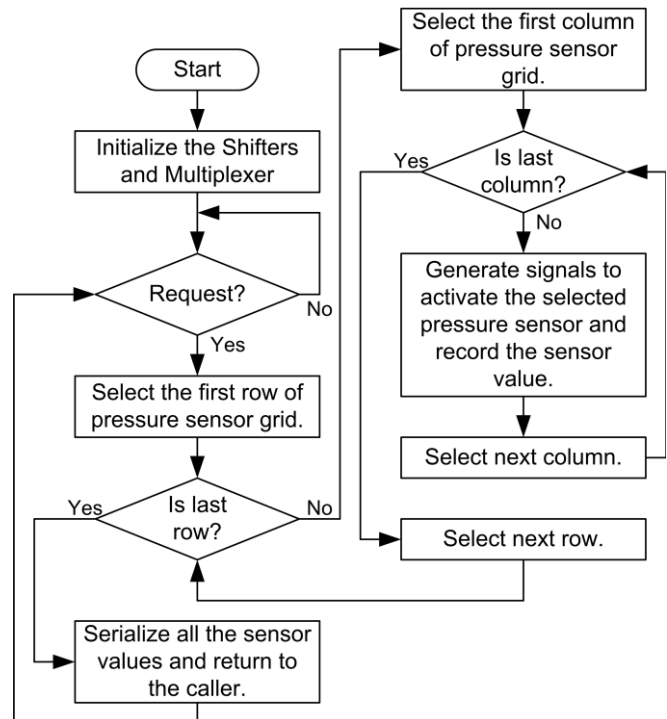 Start
Initialize the Shifters
and Multiplexer
Request?
No
Yes
Select the first row of
pressure sensor grid.
Yes
Is last
row?
No
Serialize all the sensor
values and return to
the caller.
Select the first column
of pressure sensor
grid.
Yes
Is last
column?
No
Generate signals to
activate the selected
pressure sensor and
record the sensor
value.
Select next column.
Select next row.